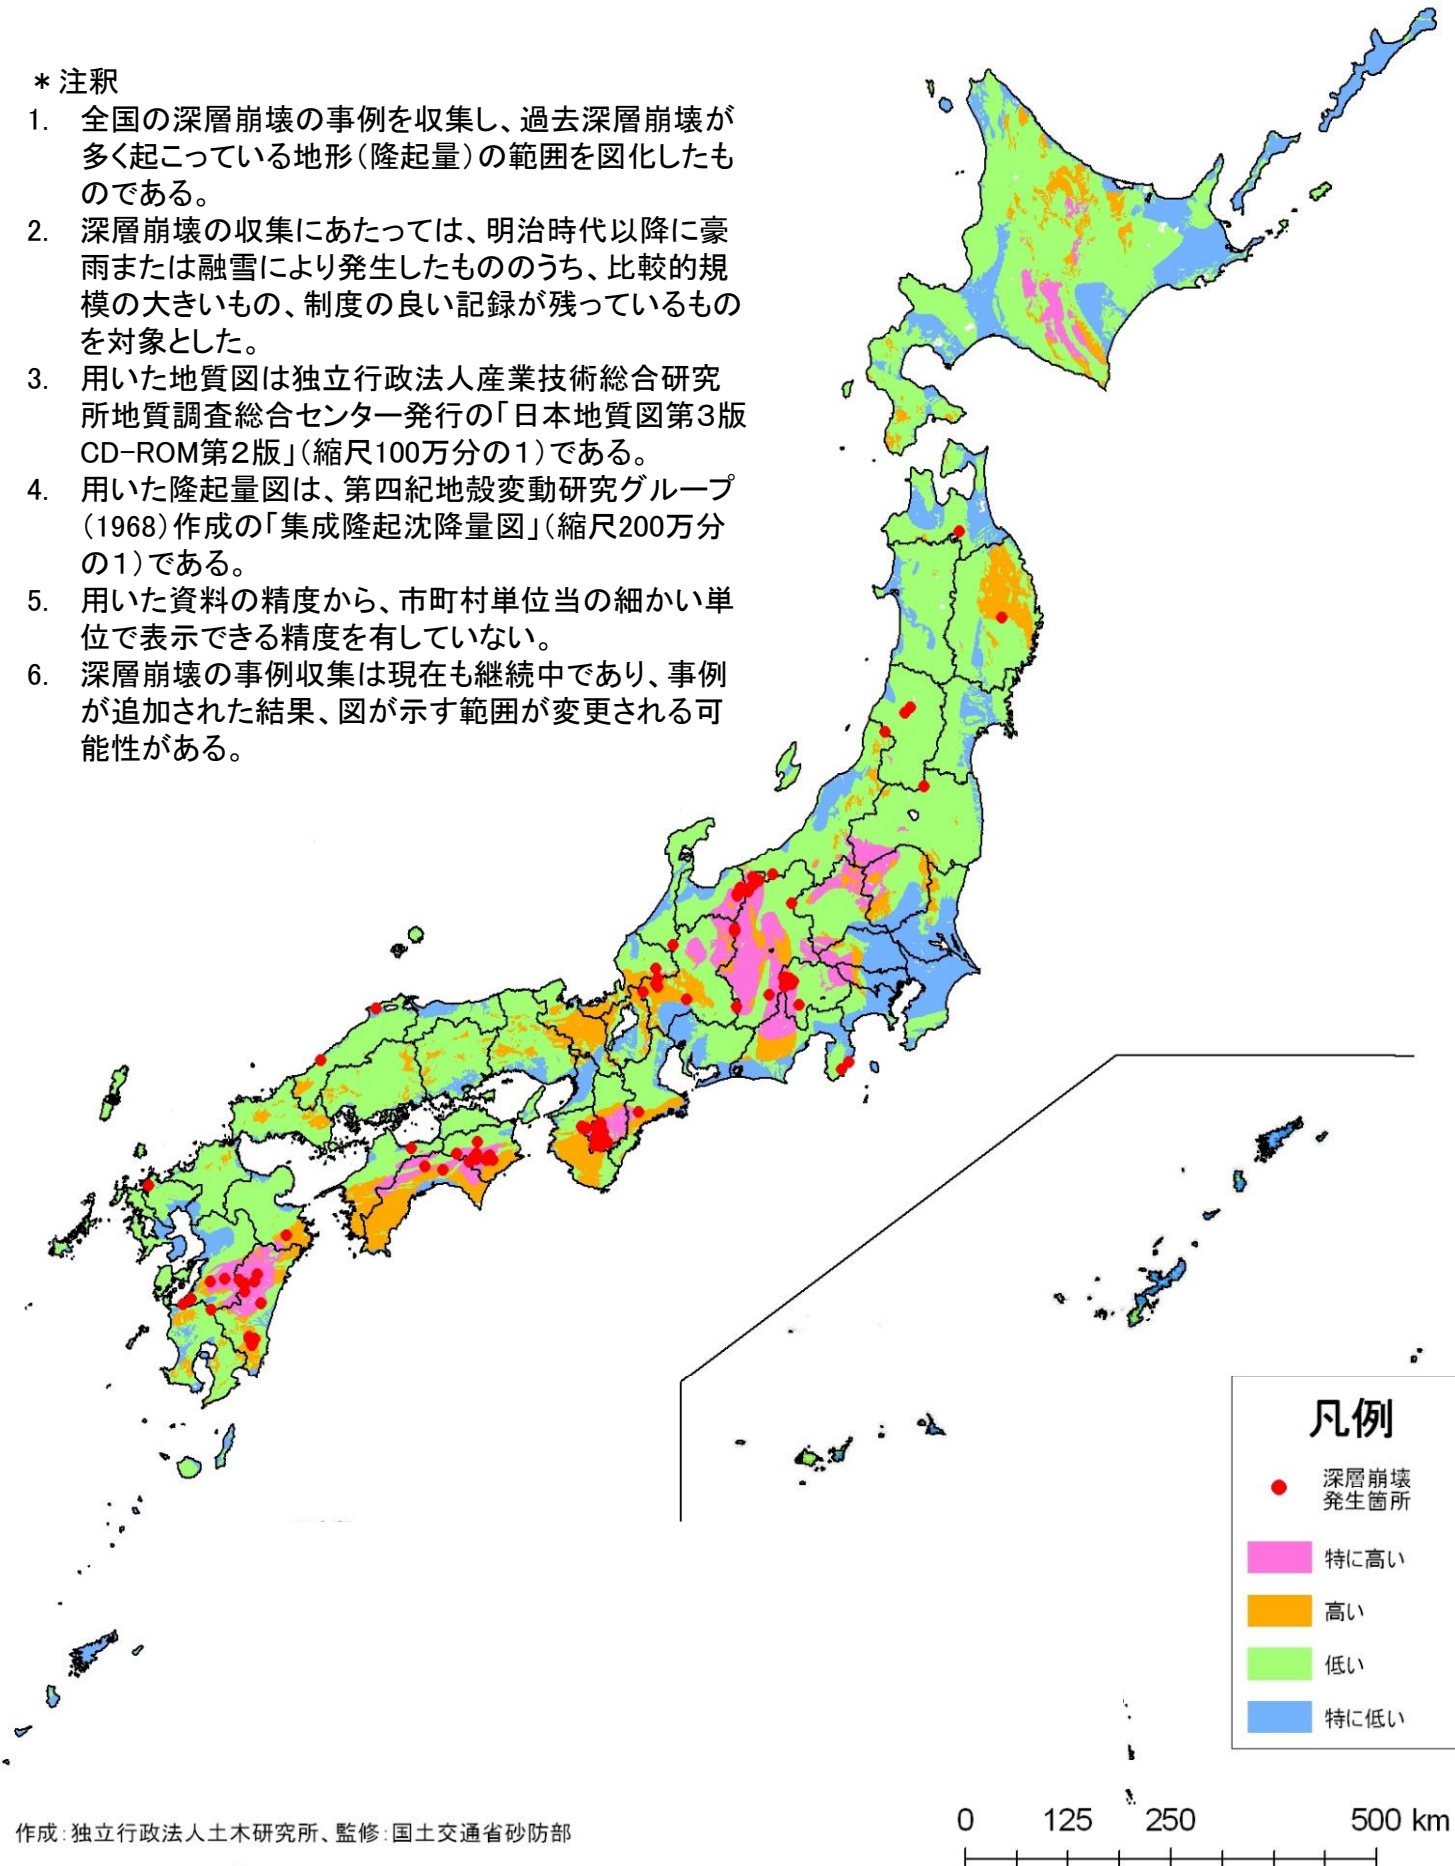 ＊注釈
1. 全国の深層崩壊の事例を収集し、過去深層崩壊が
多く起こっている地形（隆起量）の範囲を図化したも
のである。
2. 深層崩壊の収集にあたっては、明治時代以降に豪
雨または融雪により発生したもののうち、比較的規
模の大きいもの、制度の良い記録が残っているもの
を対象とした。
3. 用いた地質図は独立行政法人産業技術総合研究
所地質調査総合センター発行の「日本地質図第３版
CD-ROM第２版」（縮尺100万分の１）である。
4. 用いた隆起量図は、第四紀地殻変動研究グループ
（1968）作成の「集成隆起沈降量図」（縮尺200万分
の１）である。
5. 用いた資料の精度から、市町村単位当の細かい単
位で表示できる精度を有していない。
6. 深層崩壊の事例収集は現在も継続中であり、事例
が追加された結果、図が示す範囲が変更される可
能性がある。
凡例
深層崩壊
発生箇所
特に高い
高い
低い
特に低い
0 125 250 500 km
作成：独立行政法人土木研究所、監修：国土交通省砂防部